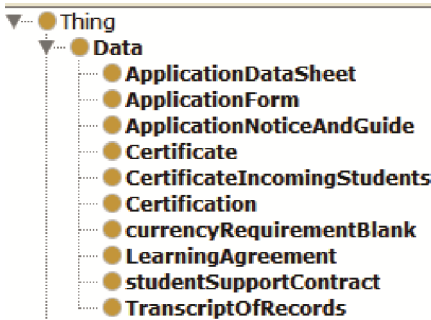 Thing
Data
ApplicationDataSheet
ApplicationForm
ApplicationNoticeAndGuide
Certificate
CertificateIncomingStudents
Certification
currencyRequirementBlank
LearningAgreement
studentSupportContract
TranscriptOfRecords